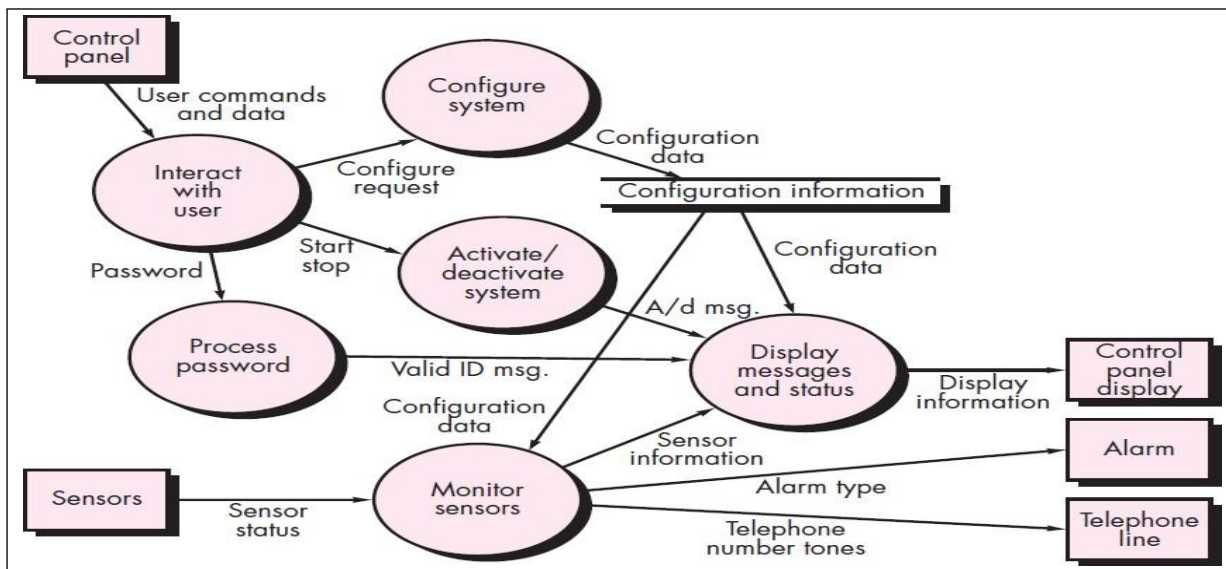 Control
panel
User commands
and data
Interact
with
user
Configure
system
Configure
request
Configuration
data
Configuration information
Start
stop
Activate/
deactivate
system
Configuration
data
Password
Process
password
A/d msg.
Valid ID msg.
Display
messages
and status
Display
information
Control
panel
display
Configuration
data
Sensor
information
Sensors
Sensor
status
Monitor
sensors
Alarm type
Alarm
Telephone
number tones
Telephone
line